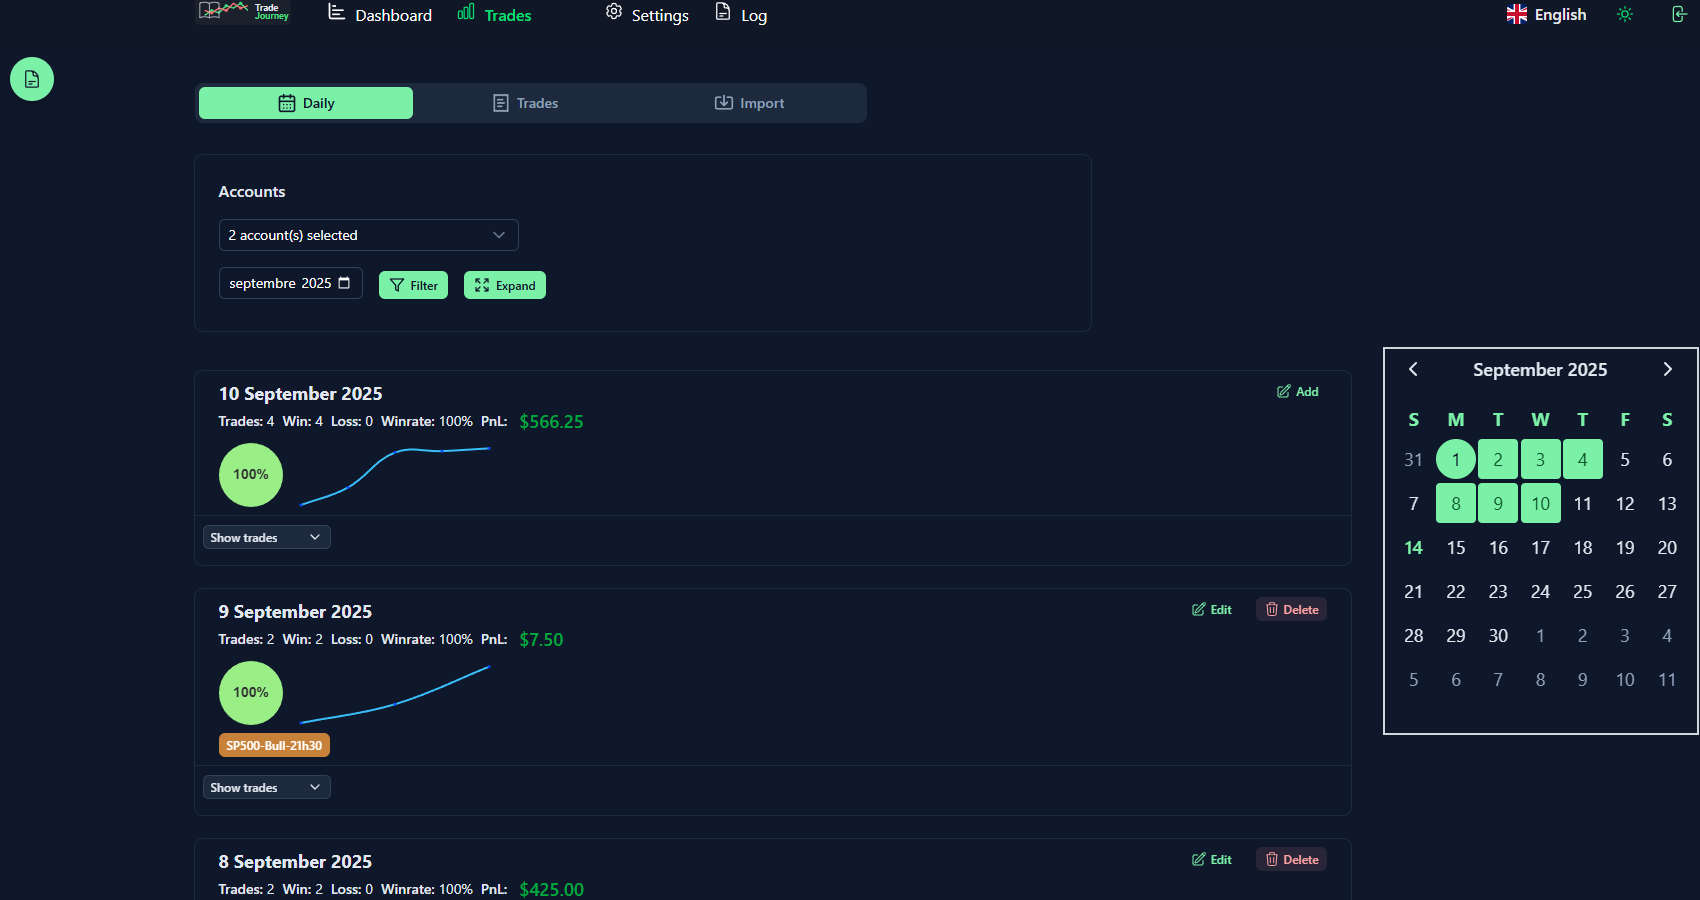 Trade
Journey
Dashboard
Trades
Settings
Log
English
Daily
Trades
Import
Accounts
2 account(s) selected
septembre 2025
Filter
Expand
10 September 2025
Add
Trades: 4 Win: 4 Loss: 0 Winrate: 100% PnL: $566.25
100%
Show trades
9 September 2025
Edit
Delete
Trades: 2 Win: 2 Loss: 0 Winrate: 100% PnL: $7.50
100%
SP500-Bull-21h30
Show trades
8 September 2025
Edit
Delete
Trades: 2 Win: 2 Loss: 0 Winrate: 100% PnL: $425.00
September 2025
S M T W T F S
31 1 2 3 4 5 6
7 8 9 10 11 12 13
14 15 16 17 18 19 20
21 22 23 24 25 26 27
28 29 30 1 2 3 4
5 6 7 8 9 10 11